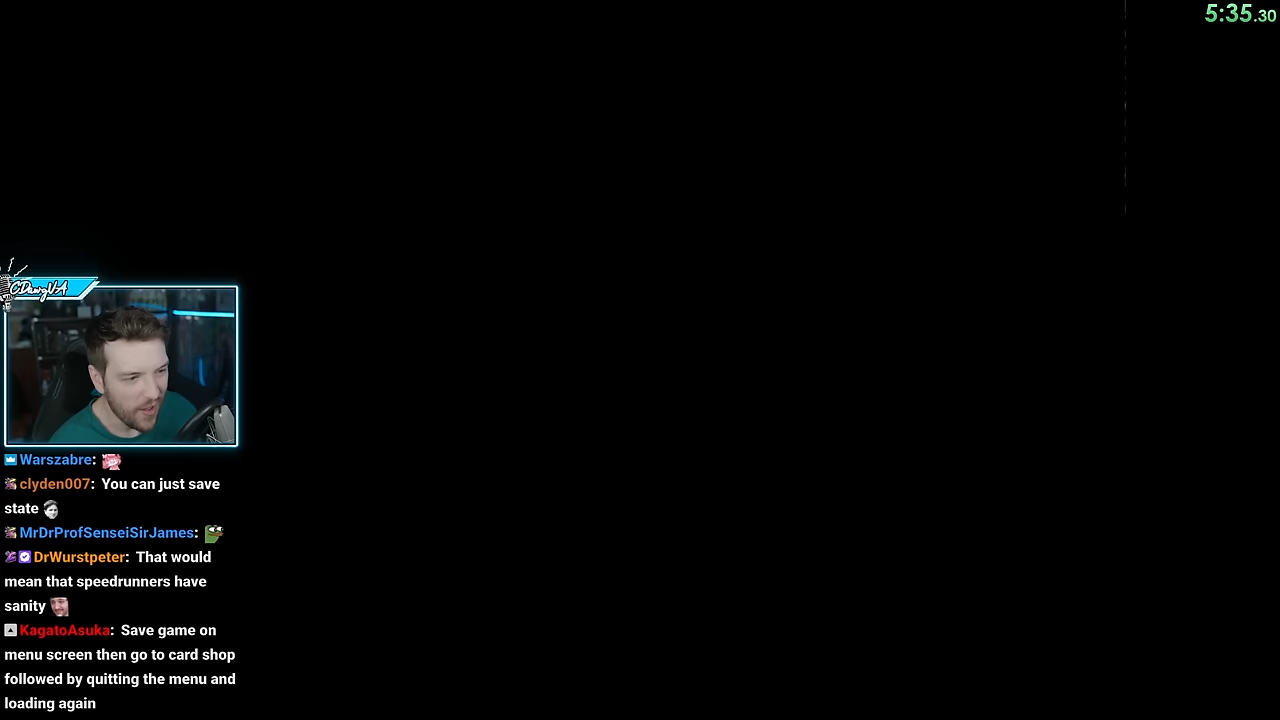 5:35.30
CDawgVA
Warszabre:
clyden007: You can just save
state
MrDrProfSenseiSirJames:
DrWurstpeter: That would
mean that speedrunners have
sanity
KagatoAsuka: Save game on
menu screen then go to card shop
followed by quitting the menu and
loading again